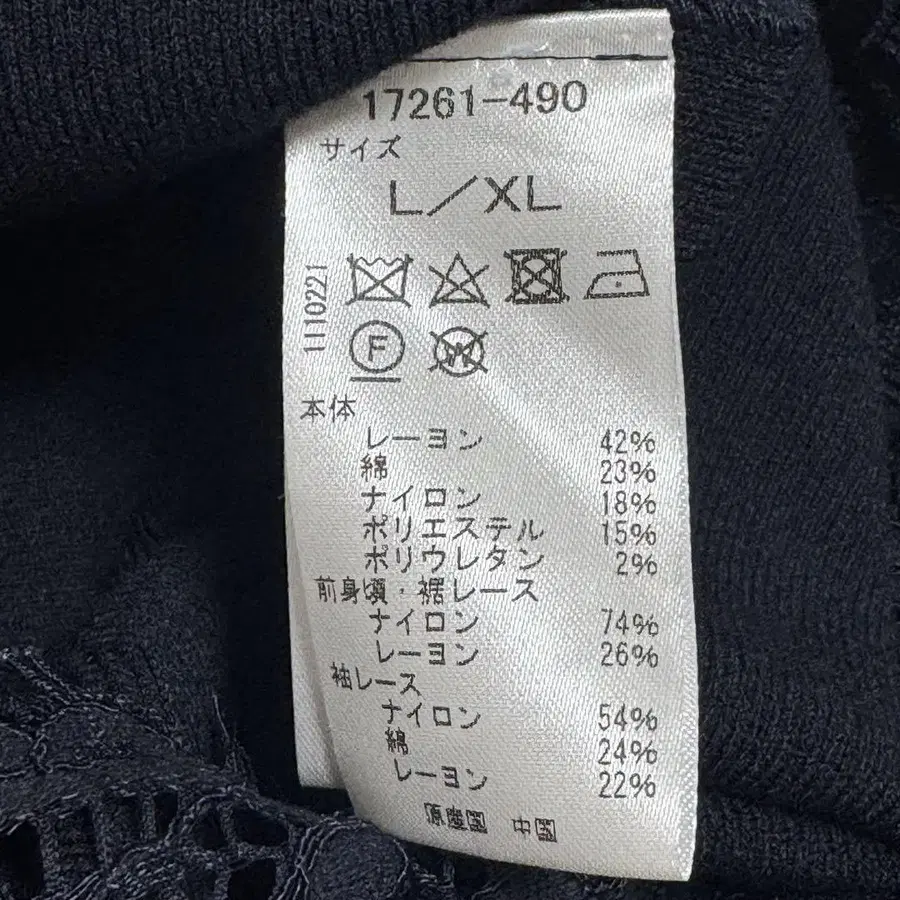 17261-490
サイズ
L／XL
1110221
F
W
本体
レーヨン 42%
綿 23%
ナイロン 18%
ポリエステル 15%
ポリウレタン 2%
前身頃・裾レース
ナイロン 74%
レーヨン 26%
袖レース
ナイロン 54%
綿 24%
レーヨン 22%
原産国 中国